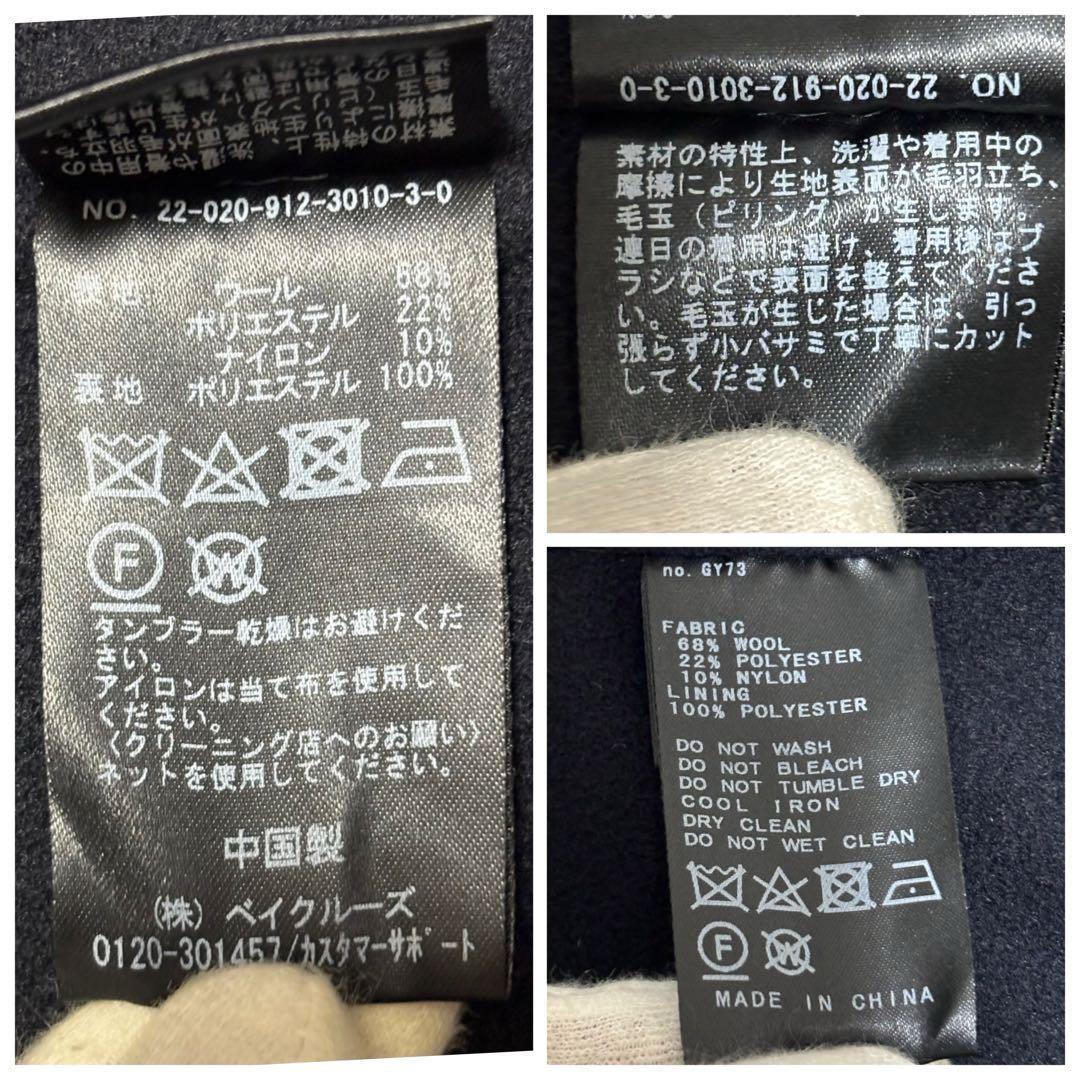 NO. 22-020-912-3010-3-0
表地 ウール 68%
ポリエステル 22%
ナイロン 10%
裏地 ポリエステル 100%
F W
タンブラー乾燥はお避けくだ
さい。
アイロンは当て布を使用して
ください。
〈クリーニング店へのお願い〉
ネットを使用してください。
中国製
(株) ベイクルーズ
0120-301457/カスタマーサポート
NO. 22-020-912-3010-3-0
素材の特性上、洗濯や着用中の
摩擦により生地表面が毛羽立ち、
毛玉(ピリング)が生じます。
連日の着用は避け、着用後はブ
ラシなどで表面を整えてくださ
い。毛玉が生じた場合は、引っ
張らず小バサミで丁寧にカット
してください。
no. GY73
FABRIC
68% WOOL
22% POLYESTER
10% NYLON
LINING
100% POLYESTER
DO NOT WASH
DO NOT BLEACH
DO NOT TUMBLE DRY
COOL IRON
DRY CLEAN
DO NOT WET CLEAN
F W
MADE IN CHINA